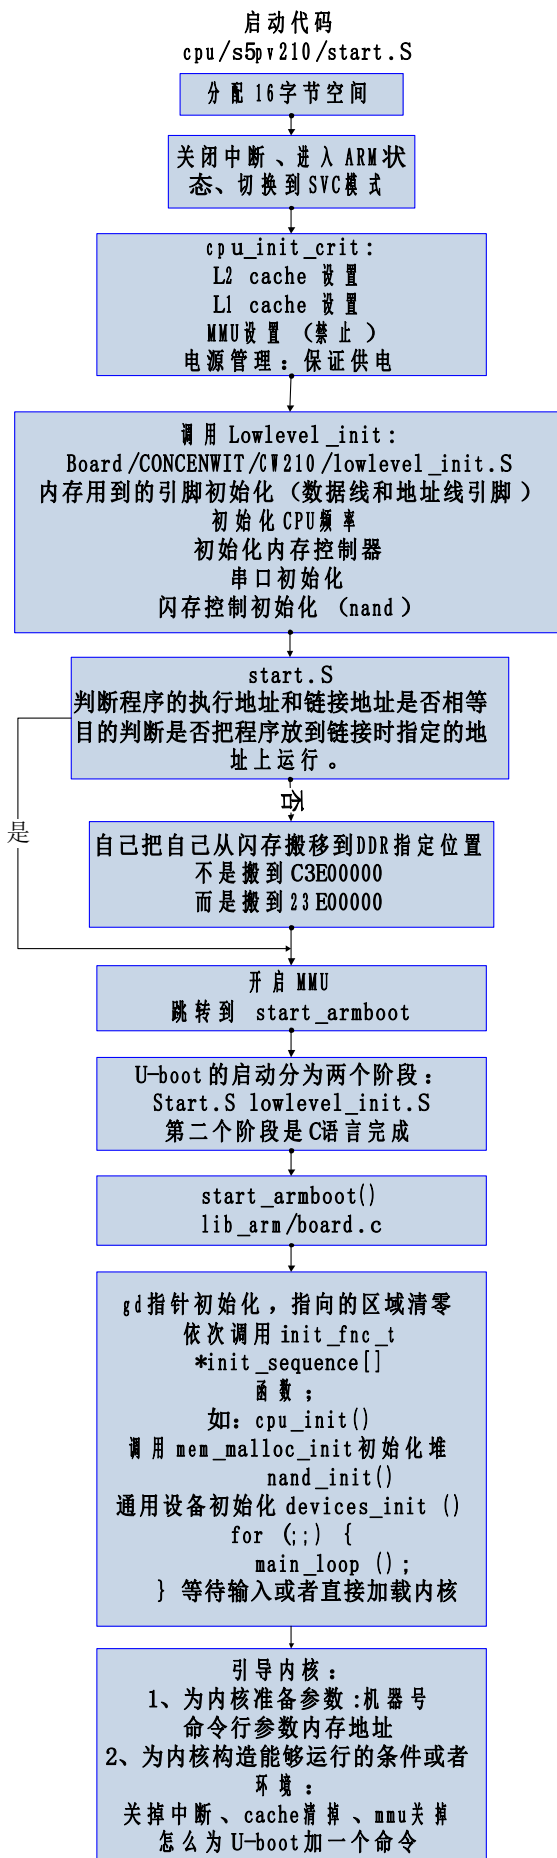 启动代码
cpu/s5pv210/start.S
分配16字节空间
关闭中断、进入ARM状
态、切换到SVC模式
cpu_init_crit:
L2 cache 设置
L1 cache 设置
MMU设置（禁止）
电源管理：保证供电
调用Lowlevel_init:
Board/CONCENWIT/CW210/lowlevel_init.S
内存用到的引脚初始化（数据线和地址线引脚）
初始化CPU频率
初始化内存控制器
串口初始化
闪存控制初始化（nand）
start.S
判断程序的执行地址和链接地址是否相等
目的判断是否把程序放到链接时指定的地
址上运行。
否
是
自己把自己从闪存搬移到DDR指定位置
不是搬到C3E00000
而是搬到23E00000
开启MMU
跳转到 start_armboot
U-boot的启动分为两个阶段：
Start.S lowlevel_init.S
第二个阶段是C语言完成
start_armboot()
lib_arm/board.c
gd指针初始化，指向的区域清零
依次调用init_fnc_t
*init_sequence[]
函数；
如：cpu_init()
调用mem_malloc_init初始化堆
nand_init()
通用设备初始化devices_init ()
for (;;) {
main_loop ();
} 等待输入或者直接加载内核
引导内核：
1、为内核准备参数:机器号
命令行参数内存地址
2、为内核构造能够运行的条件或者
环境：
关掉中断、cache清掉、mmu关掉
怎么为U-boot加一个命令